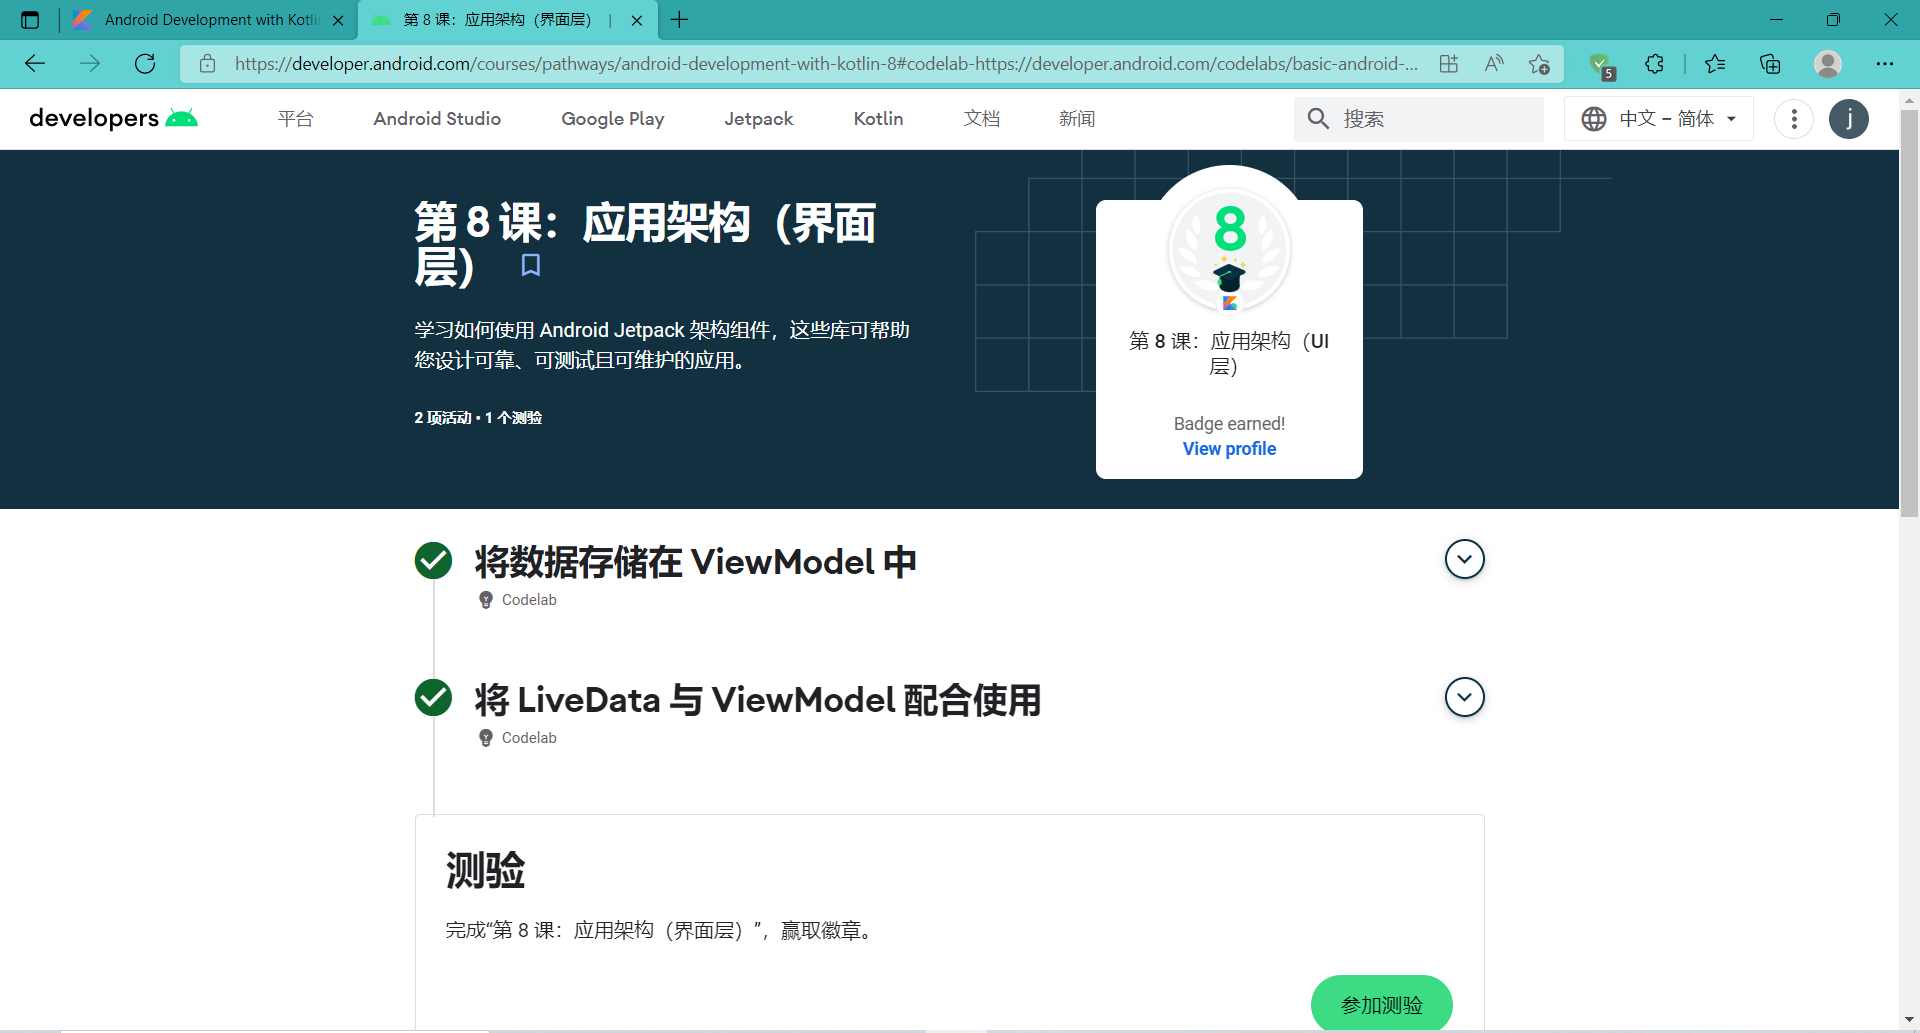 Android Development with Kotli
第 8 课：应用架构（界面层） |
https://developer.android.com/courses/pathways/android-development-with-kotlin-8#codelab-https://developer.android.com/codelabs/basic-android-...
5
developers
平台
Android Studio
Google Play
Jetpack
Kotlin
文档
新闻
搜索
中文 – 简体
j
第 8 课：应用架构（界面
层）
学习如何使用 Android Jetpack 架构组件，这些库可帮助
您设计可靠、可测试且可维护的应用。
2 项活动 • 1 个测验
8
第 8 课：应用架构（UI
层）
Badge earned!
View profile
将数据存储在 ViewModel 中
Codelab
将 LiveData 与 ViewModel 配合使用
Codelab
测验
完成“第 8 课：应用架构（界面层）”，赢取徽章。
参加测验